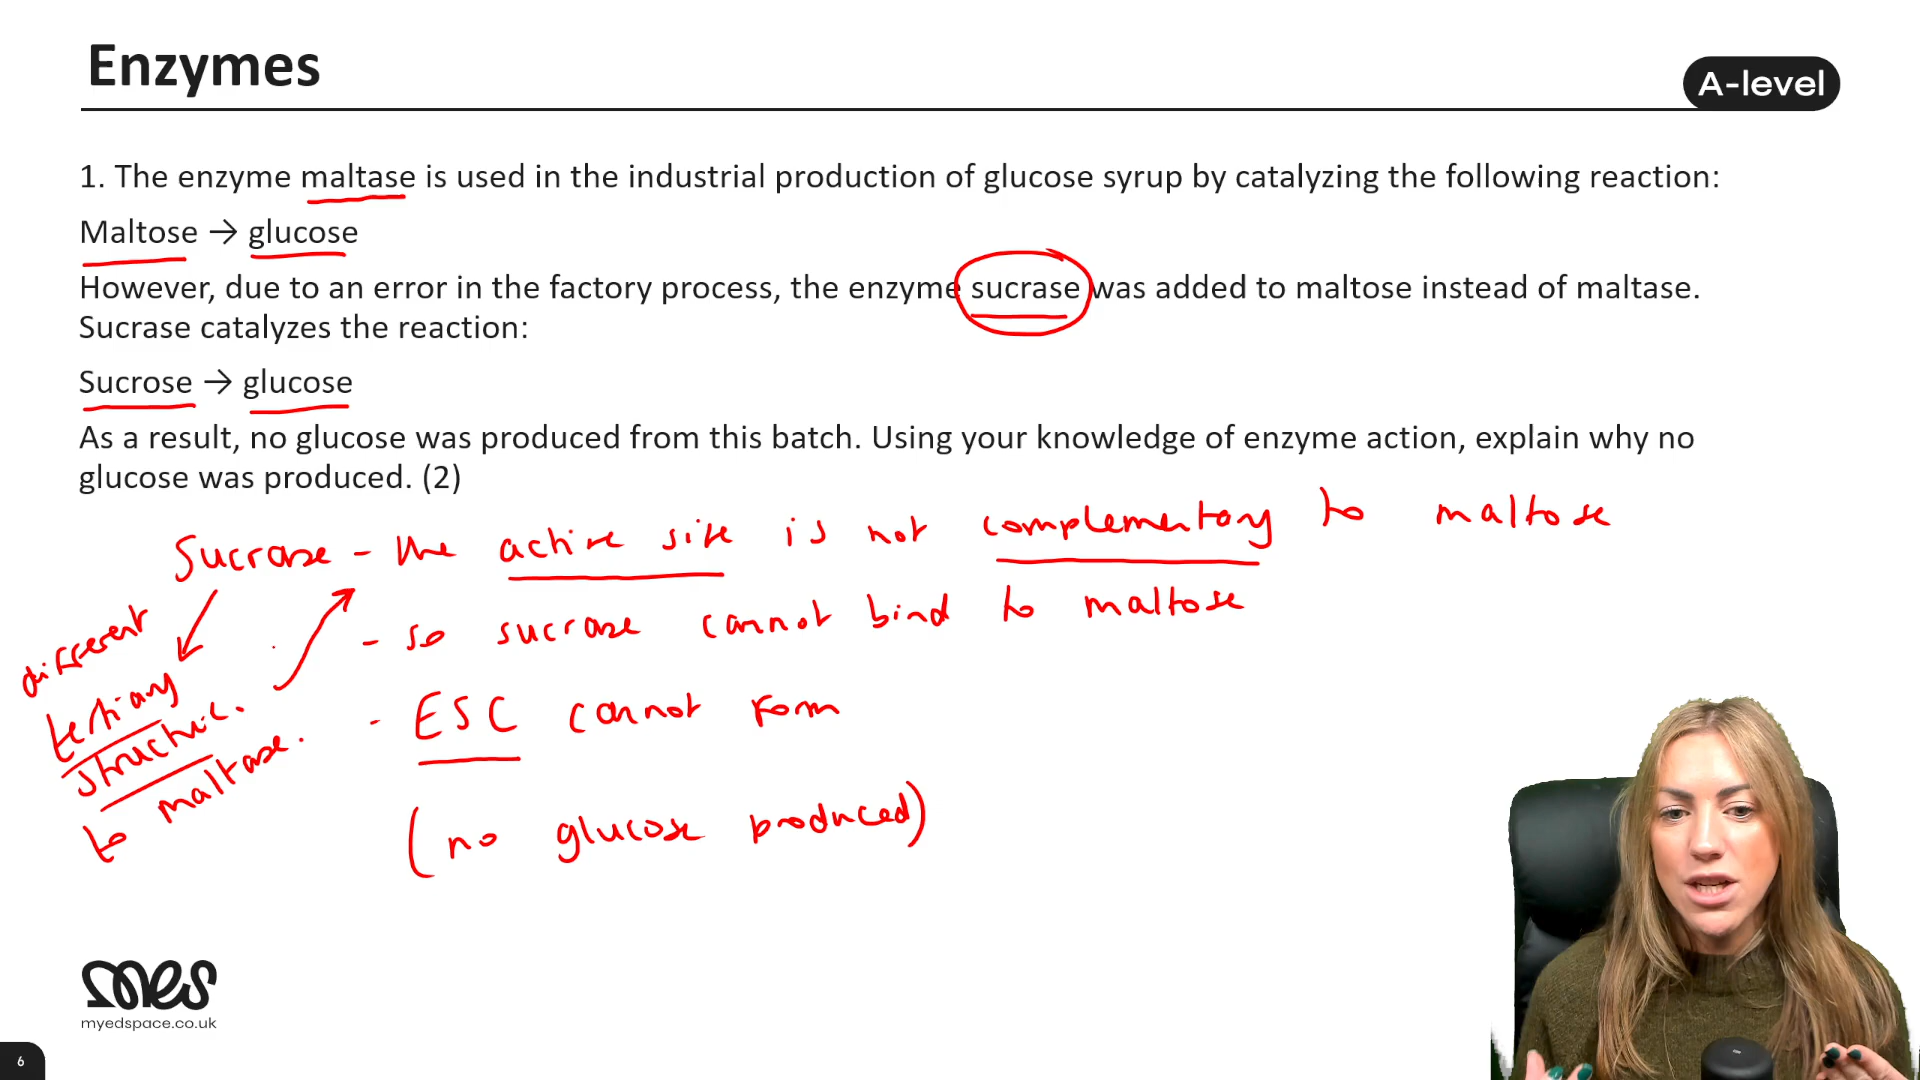 Enzymes
A-level
1. The enzyme maltase is used in the industrial production of glucose syrup by catalyzing the following reaction:
Maltose → glucose
However, due to an error in the factory process, the enzyme sucrase was added to maltose instead of maltase.
Sucrase catalyzes the reaction:
Sucrose → glucose
As a result, no glucose was produced from this batch. Using your knowledge of enzyme action, explain why no
glucose was produced. (2)
Sucrase - the active site is not complementary to maltose
- so sucrase cannot bind to maltose
- ESC cannot form
(no glucose produced)
different
tertiary
structure.
to maltase.
mes
myedspace.co.uk
6